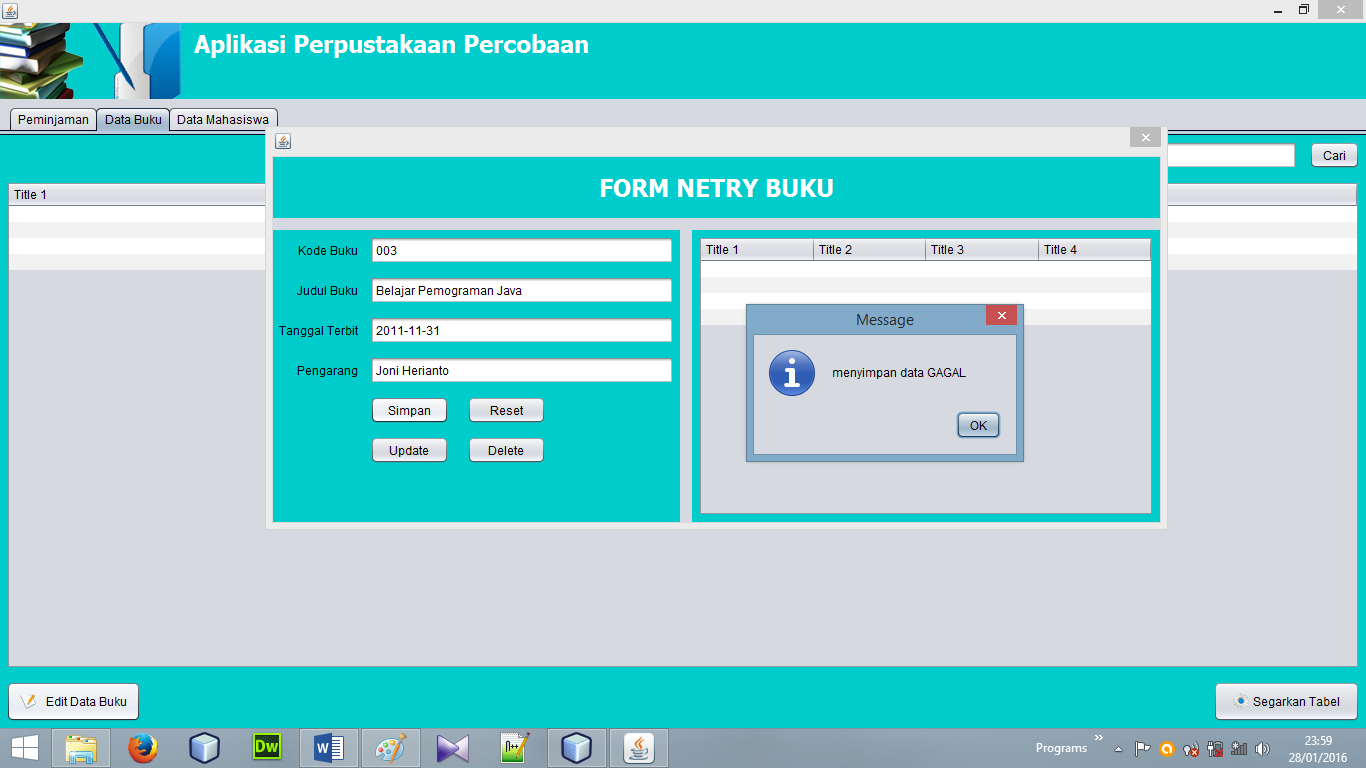 Aplikasi Perpustakaan Percobaan
Peminjaman Data Buku Data Mahasiswa
Cari
Title 1
FORM NETRY BUKU
Kode Buku 003
Judul Buku Belajar Pemograman Java
Tanggal Terbit 2011-11-31
Pengarang Joni Herianto
Simpan Reset
Update Delete
Title 1 Title 2 Title 3 Title 4
Message
menyimpan data GAGAL
OK
Edit Data Buku
Segarkan Tabel
Dw
Programs
23:59
28/01/2016